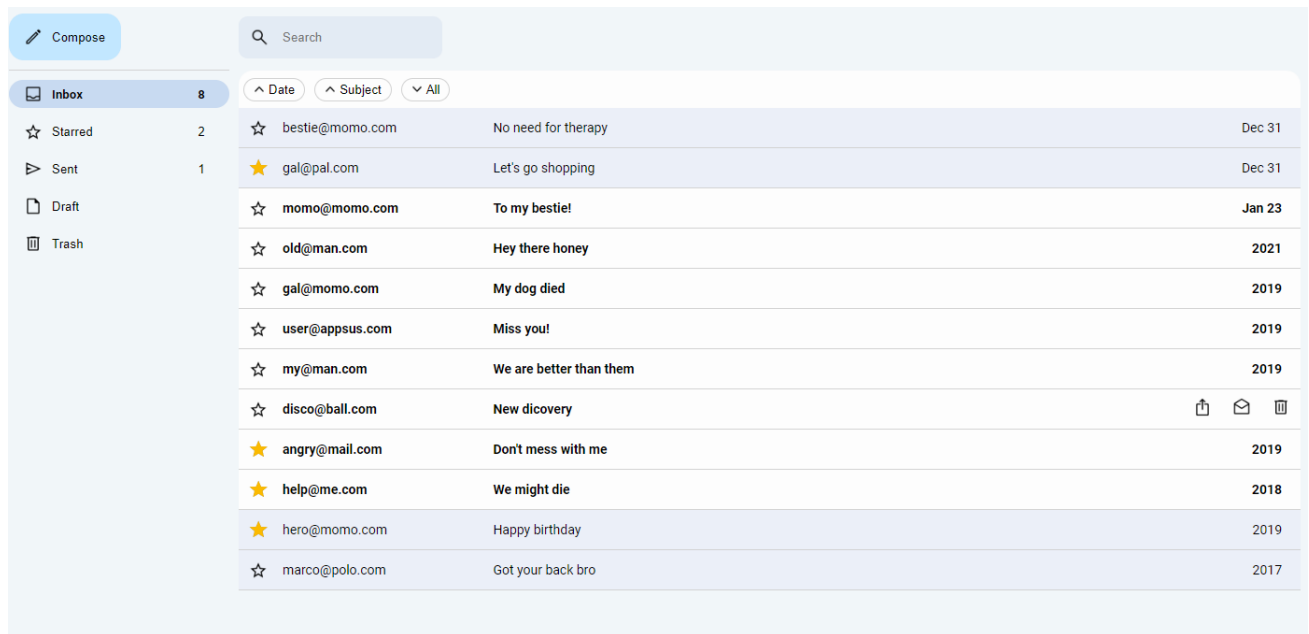 Compose
Search
Date Subject All
Inbox 8
Starred 2
Sent 1
Draft
Trash
bestie@momo.com No need for therapy Dec 31
gal@pal.com Let's go shopping Dec 31
momo@momo.com To my bestie! Jan 23
old@man.com Hey there honey 2021
gal@momo.com My dog died 2019
user@appsus.com Miss you! 2019
my@man.com We are better than them 2019
disco@ball.com New dicovery
angry@mail.com Don't mess with me 2019
help@me.com We might die 2018
hero@momo.com Happy birthday 2019
marco@polo.com Got your back bro 2017